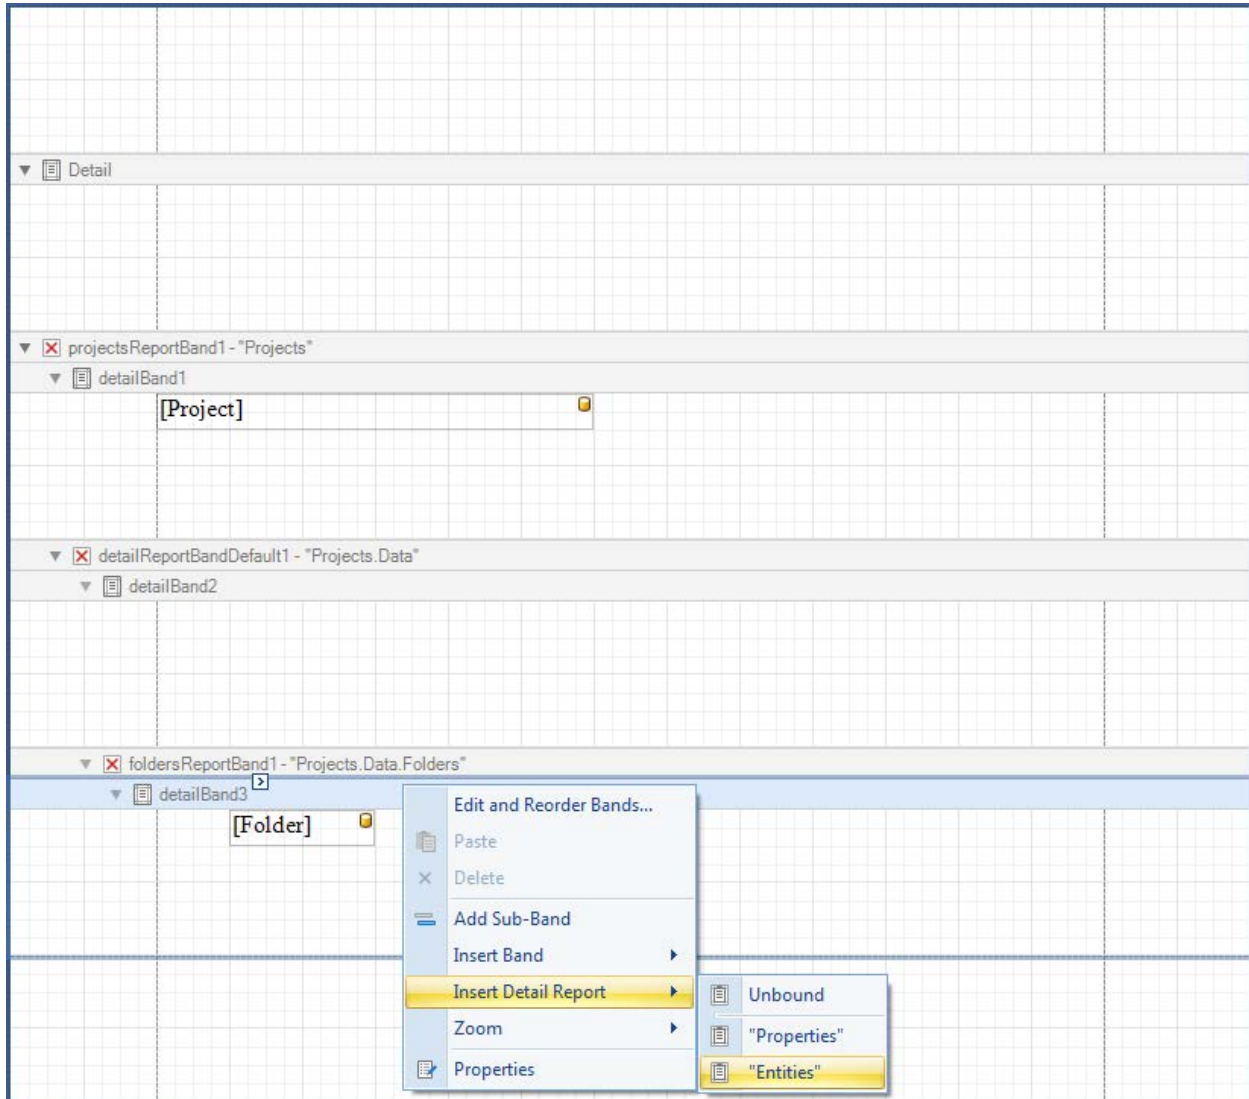 Detail
projectsReportBand1 - "Projects"
detailBand1
[Project]
detailReportBandDefault1 - "Projects.Data"
detailBand2
foldersReportBand1 - "Projects.Data.Folders"
detailBand3
[Folder]
Edit and Reorder Bands...
Paste
Delete
Add Sub-Band
Insert Band
Insert Detail Report
Zoom
Properties
Unbound
"Properties"
"Entities"